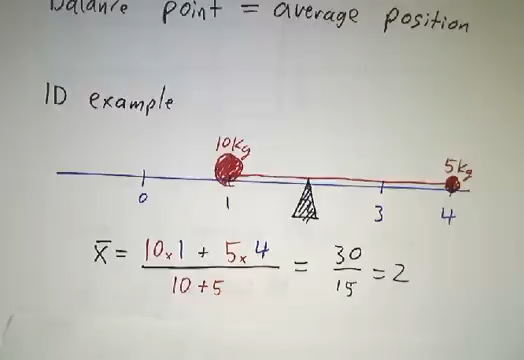 balance point = average position
1D example
10kg
5kg
0 1 3 4
x̄ = 10×1 + 5×4 / 10+5 = 30/15 = 2